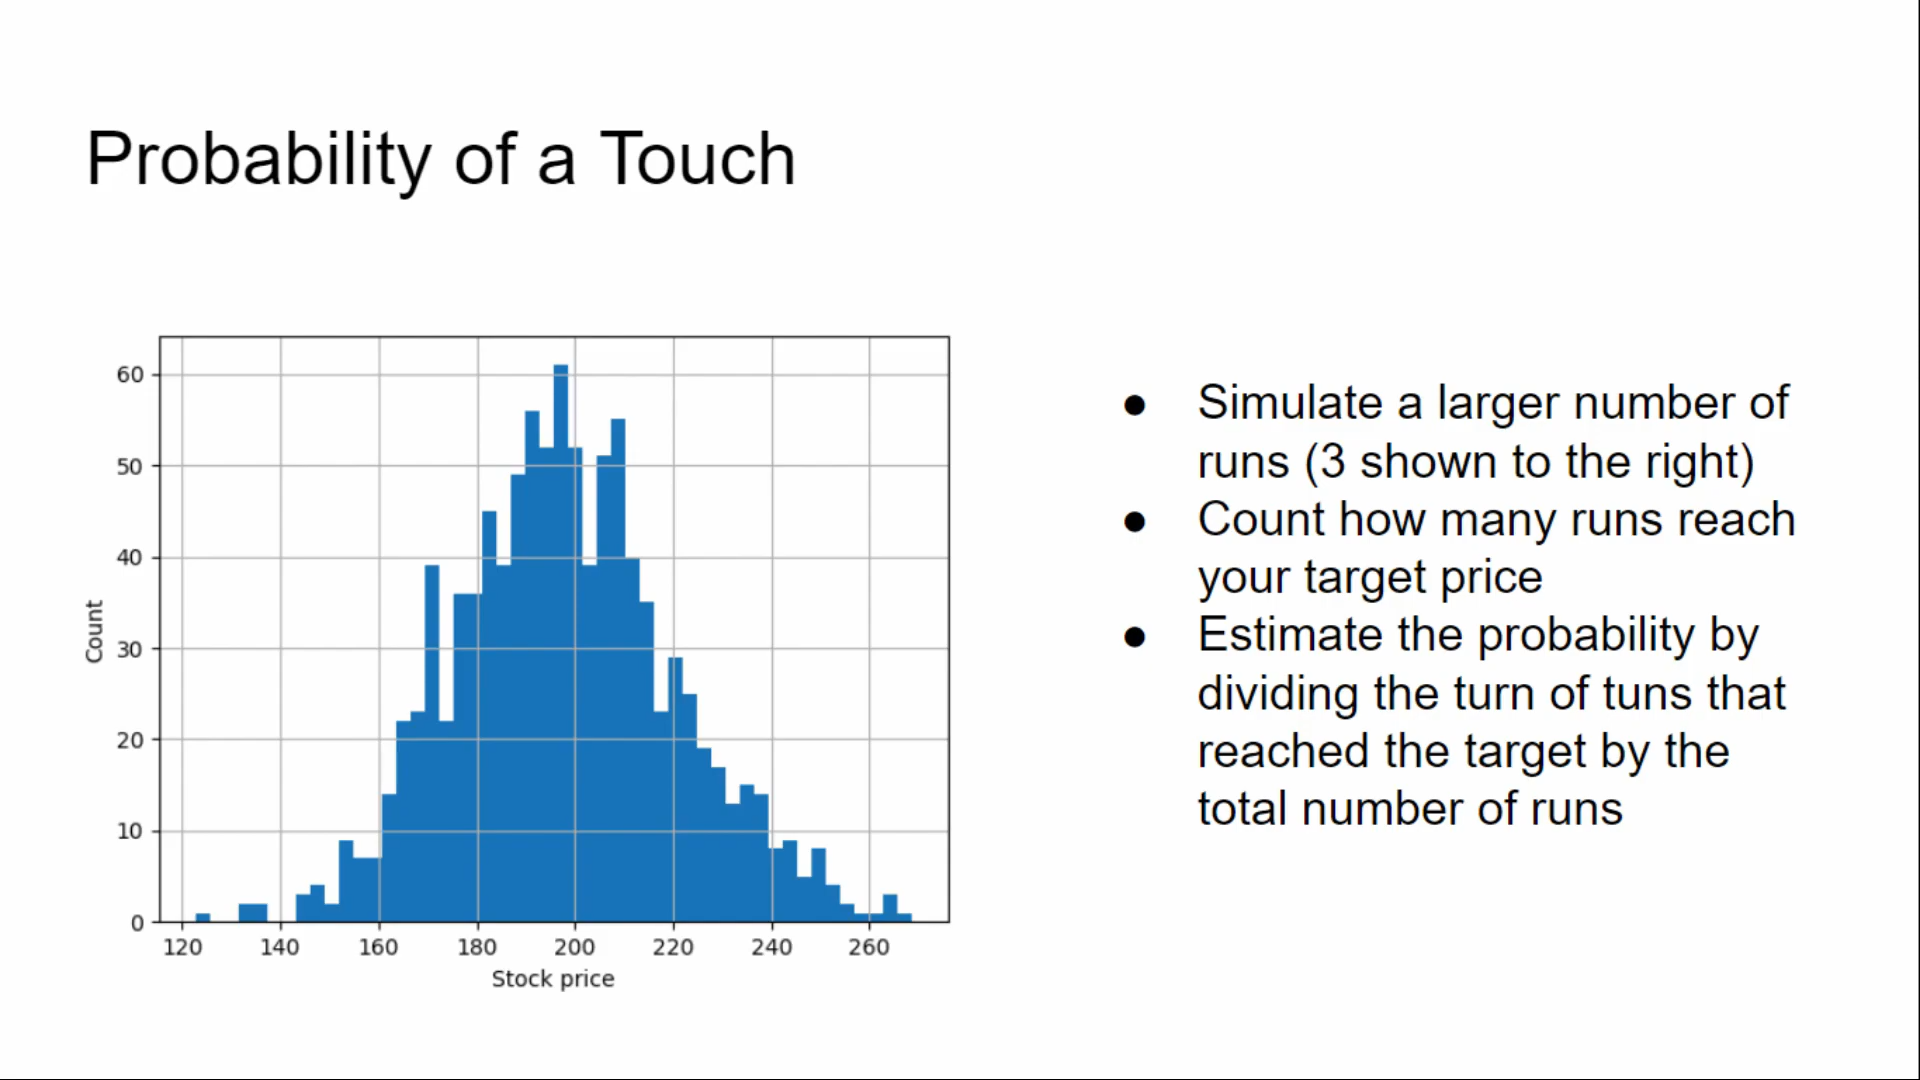 Probability of a Touch
60
50
40
30
20
10
0
Count
120 140 160 180 200 220 240 260
Stock price
● Simulate a larger number of
runs (3 shown to the right)
● Count how many runs reach
your target price
● Estimate the probability by
dividing the turn of tuns that
reached the target by the
total number of runs